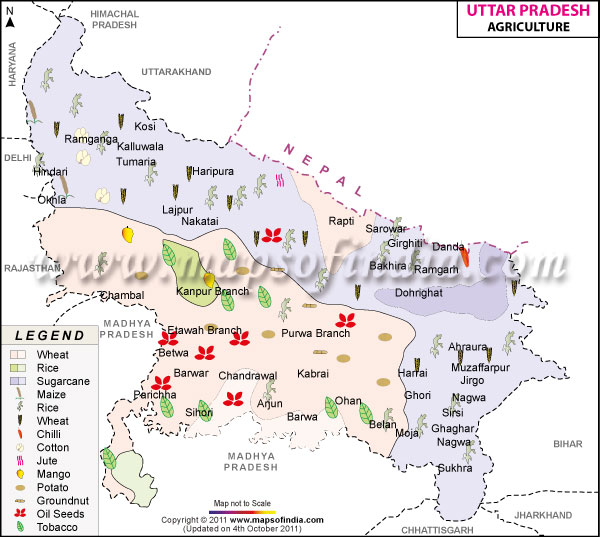 UTTAR PRADESH
AGRICULTURE
N
HIMACHAL
PRADESH
HARYANA
UTTARAKHAND
DELHI
RAJASTHAN
NEPAL
Kosi
Ramganga
Kalluwala
Tumaria
Hindari
Haripura
Okhla
Lajpur
Nakatai
Rapti
Sarowar
Girghiti
Danda
Bakhira
Ramgarh
Dohrighat
www.mapsofindia.com
Kanpur Branch
Chambal
MADHYA
PRADESH
Etawah Branch
Purwa Branch
Betwa
Barwar
Chandrawal
Kabrai
Parichha
Sihori
Arjun
Barwa
Ohan
Belan
Ahraura
Harrai
Muzaffarpur
Jirgo
Ghori
Nagwa
Sirsi
Moja
Ghaghar
Nagwa
Sukhra
MADHYA
PRADESH
BIHAR
JHARKHAND
CHHATTISGARH
LEGEND
Wheat
Rice
Sugarcane
Maize
Rice
Wheat
Chilli
Cotton
Jute
Mango
Potato
Groundnut
Oil Seeds
Tobacco
Map not to Scale
Copyright © 2011 www.mapsofindia.com
(Updated on 4th October 2011)